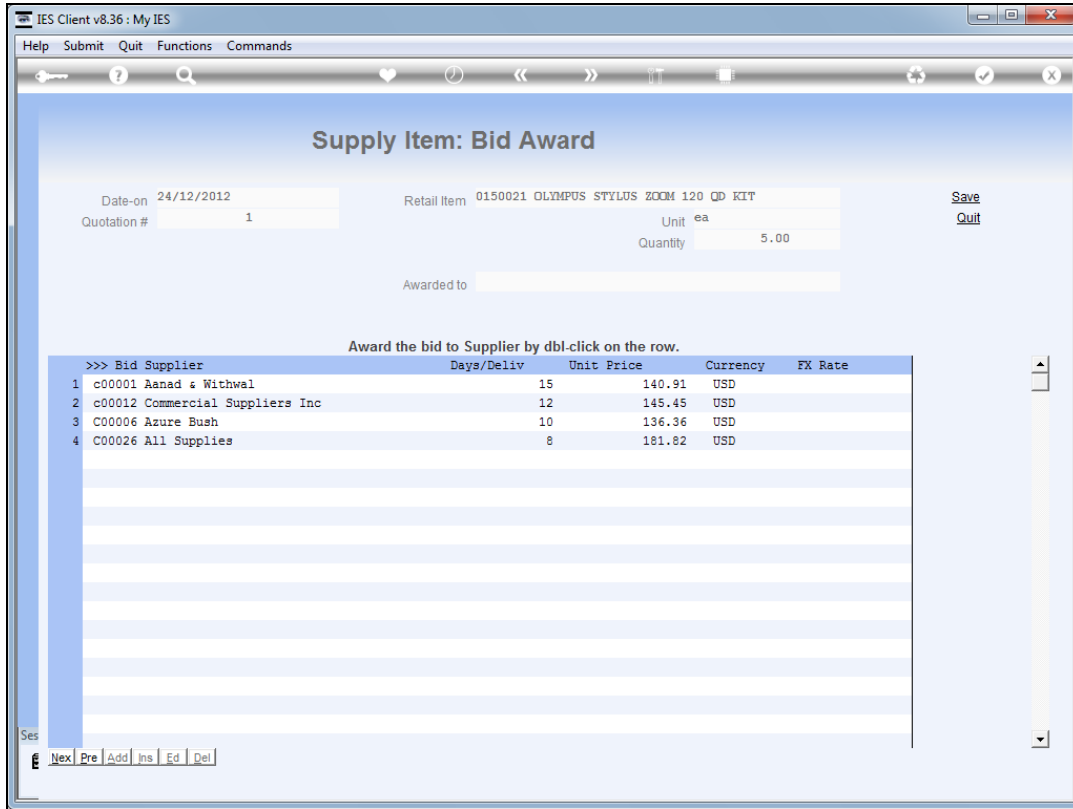 IES Client v8.36 : My IES
Help Submit Quit Functions Commands
Supply Item: Bid Award
Date-on 24/12/2012 Retail Item 0150021 OLYMPUS STYLUS ZOOM 120 QD KIT Save
Quotation # 1 Unit ea Quit
Quantity 5.00
Awarded to
Award the bid to Supplier by dbl-click on the row.
>>> Bid Supplier Days/Deliv Unit Price Currency FX Rate
1 c00001 Aanad & Withwal 15 140.91 USD
2 c00012 Commercial Suppliers Inc 12 145.45 USD
3 C00006 Azure Bush 10 136.36 USD
4 C00026 All Supplies 8 181.82 USD
Ses
Nex Pre Add Ins Ed Del